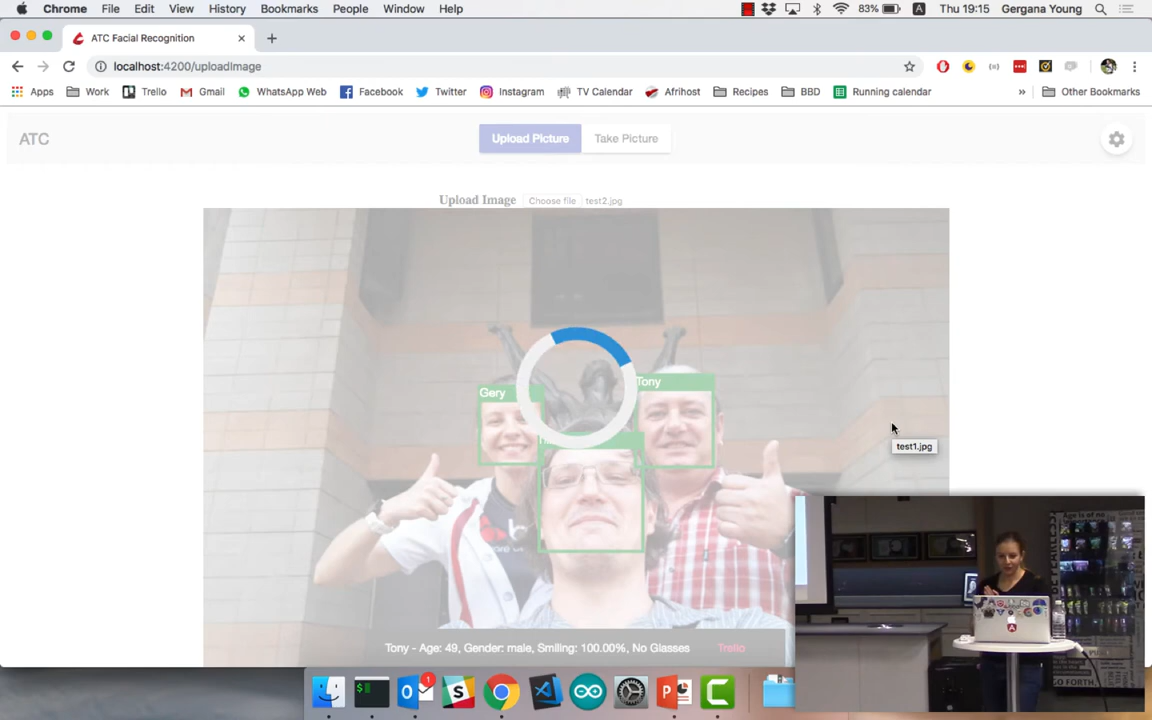 Chrome File Edit View History Bookmarks People Window Help 83% A Thu 19:15 Gergana Young
ATC Facial Recognition
localhost:4200/uploadImage
Apps Work Trello Gmail WhatsApp Web Facebook Twitter Instagram TV Calendar Afrihost Recipes BBD Running calendar » Other Bookmarks
ATC Upload Picture Take Picture
Upload Image Choose file test2.jpg
Gery
Tony
test1.jpg
Tony - Age: 49, Gender: male, Smiling: 100.00%, No Glasses
1
GO FORTH.